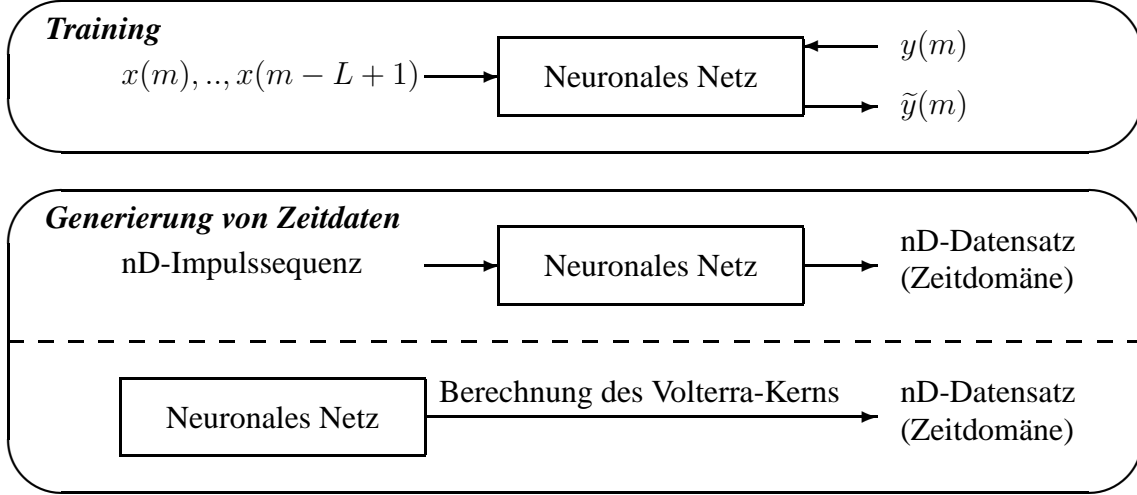 Training
x(m), .., x(m − L + 1)
Neuronales Netz
y(m)
ỹ(m)
Generierung von Zeitdaten
nD-Impulssequenz
Neuronales Netz
nD-Datensatz
(Zeitdomäne)
Neuronales Netz
Berechnung des Volterra-Kerns
nD-Datensatz
(Zeitdomäne)